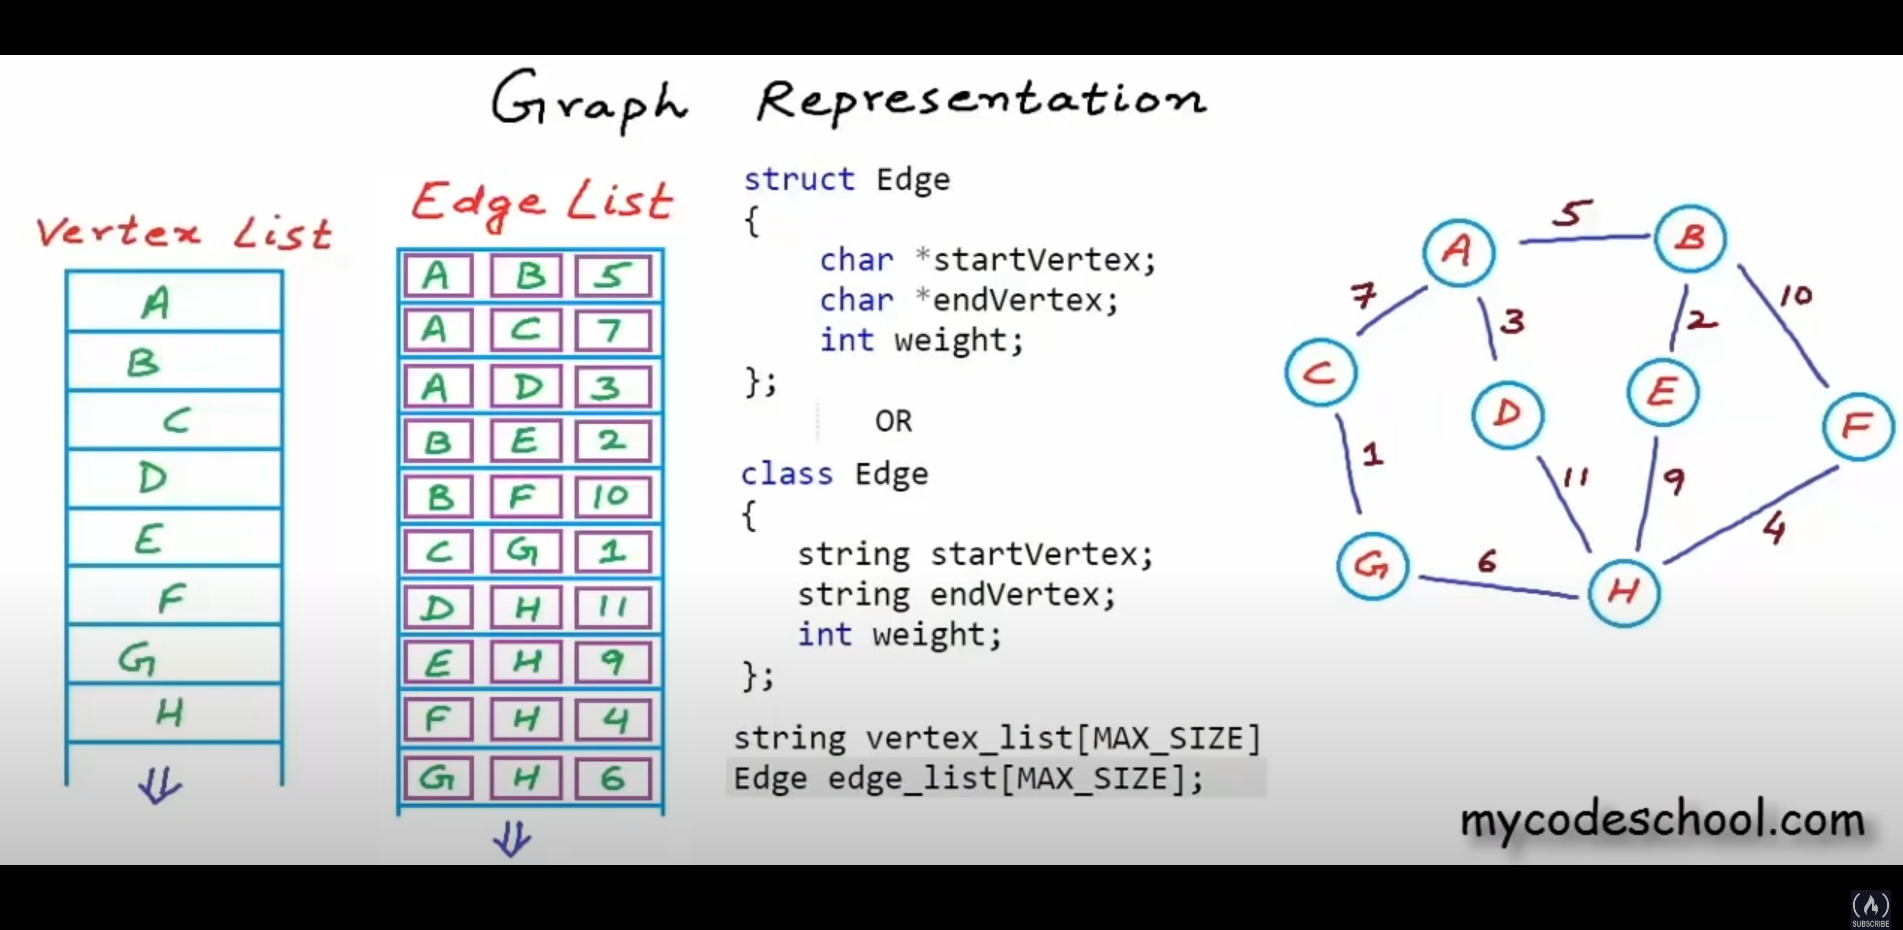 Graph Representation
Vertex List
A
B
C
D
E
F
G
H
Edge List
A B 5
A C 7
A D 3
B E 2
B F 10
C G 1
D H 11
E H 9
F H 4
G H 6
struct Edge
{
char *startVertex;
char *endVertex;
int weight;
};
OR
class Edge
{
string startVertex;
string endVertex;
int weight;
};
string vertex_list[MAX_SIZE]
Edge edge_list[MAX_SIZE];
5
A
B
7
3
2
10
C
D
E
F
1
11
9
4
G
6
H
mycodeschool.com
SUBSCRIBE